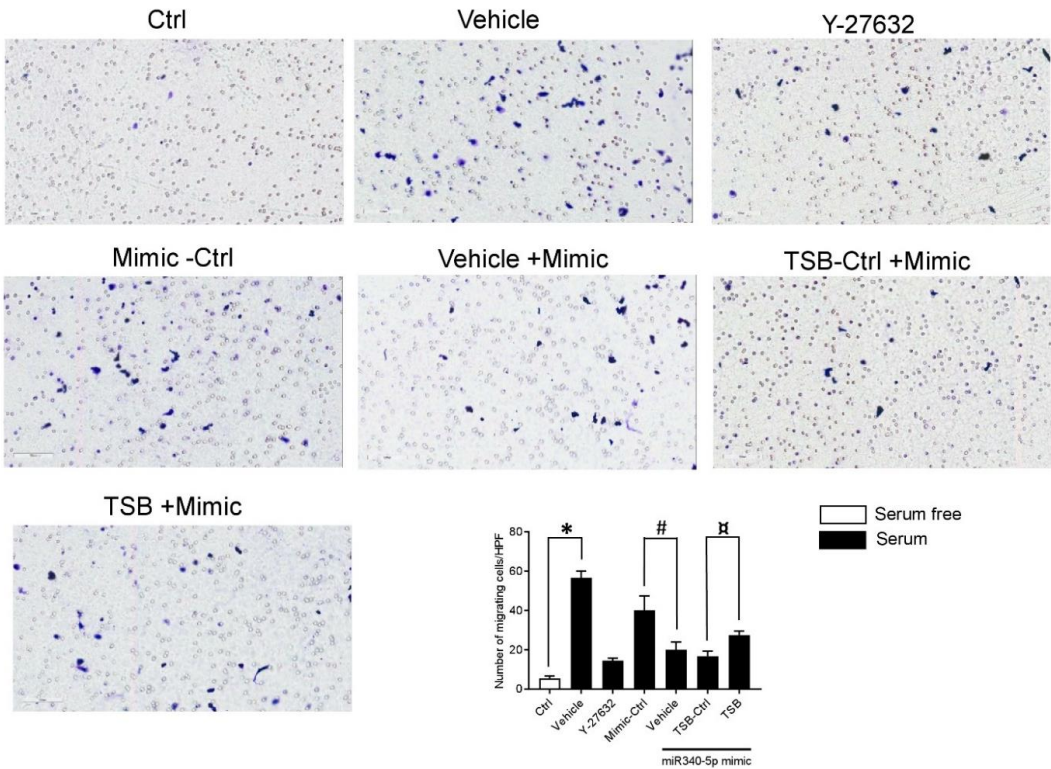 Ctrl
Vehicle
Y-27632
Mimic -Ctrl
Vehicle +Mimic
TSB-Ctrl +Mimic
TSB +Mimic
Number of migrating cells/HPF
80
60
40
20
0
*
#
¤
Ctrl
Vehicle
Y-27632
Mimic-Ctrl
Vehicle
TSB-Ctrl
TSB
miR340-5p mimic
Serum free
Serum